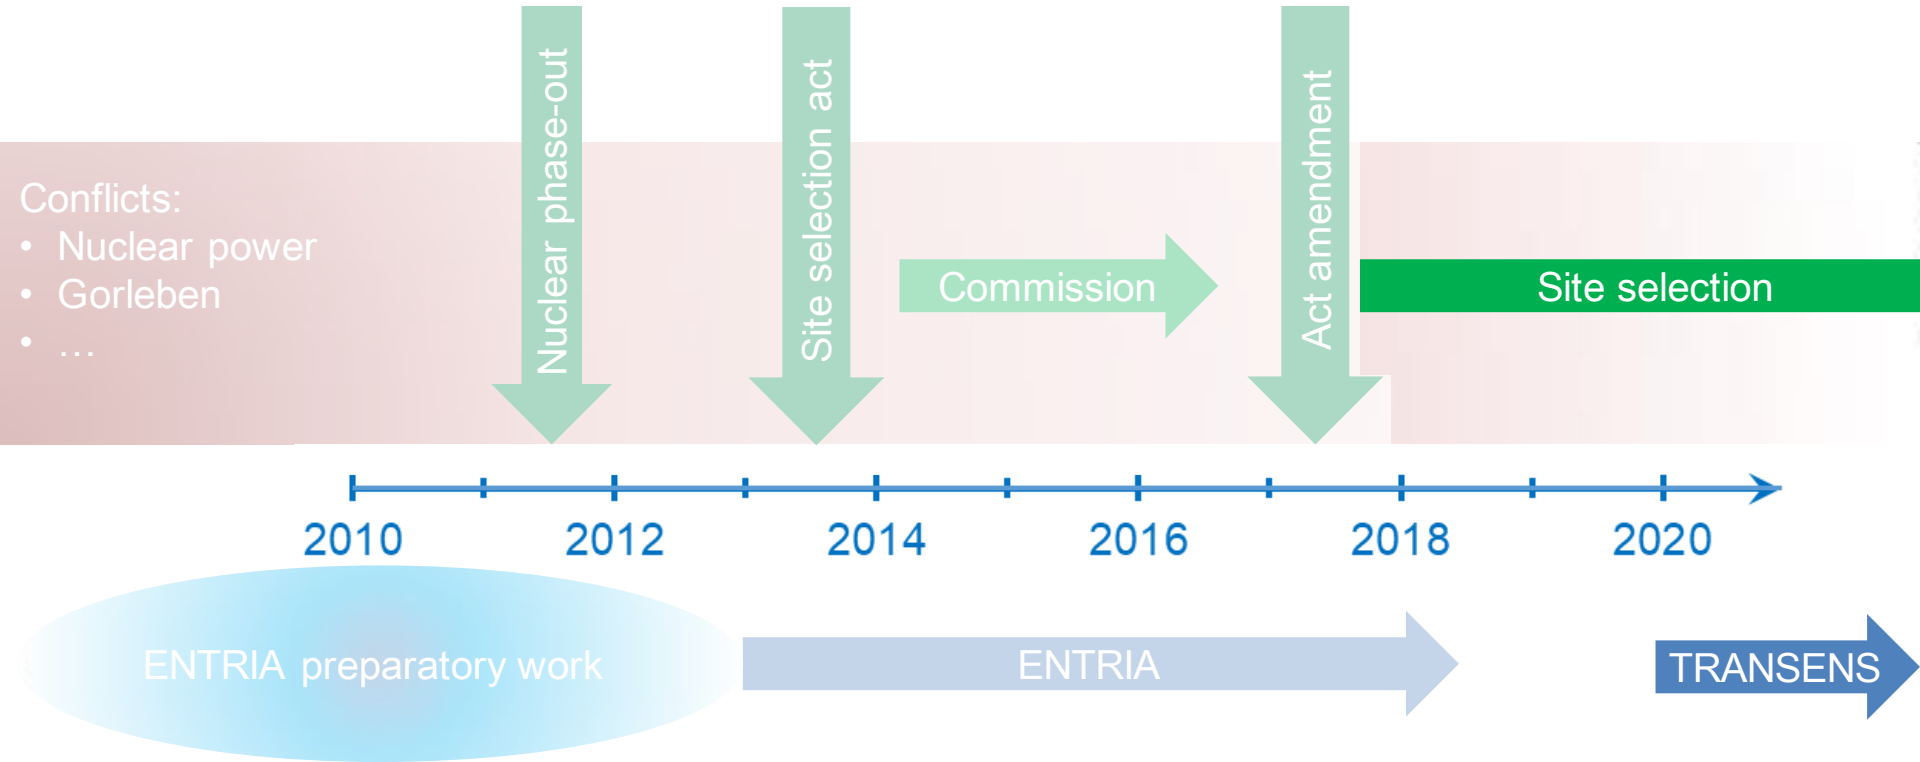 Conflicts:
• Nuclear power
• Gorleben
• …
Nuclear phase-out
Site selection act
Commission
Act amendment
Site selection
2010
2012
2014
2016
2018
2020
ENTRIA preparatory work
ENTRIA
TRANSENS